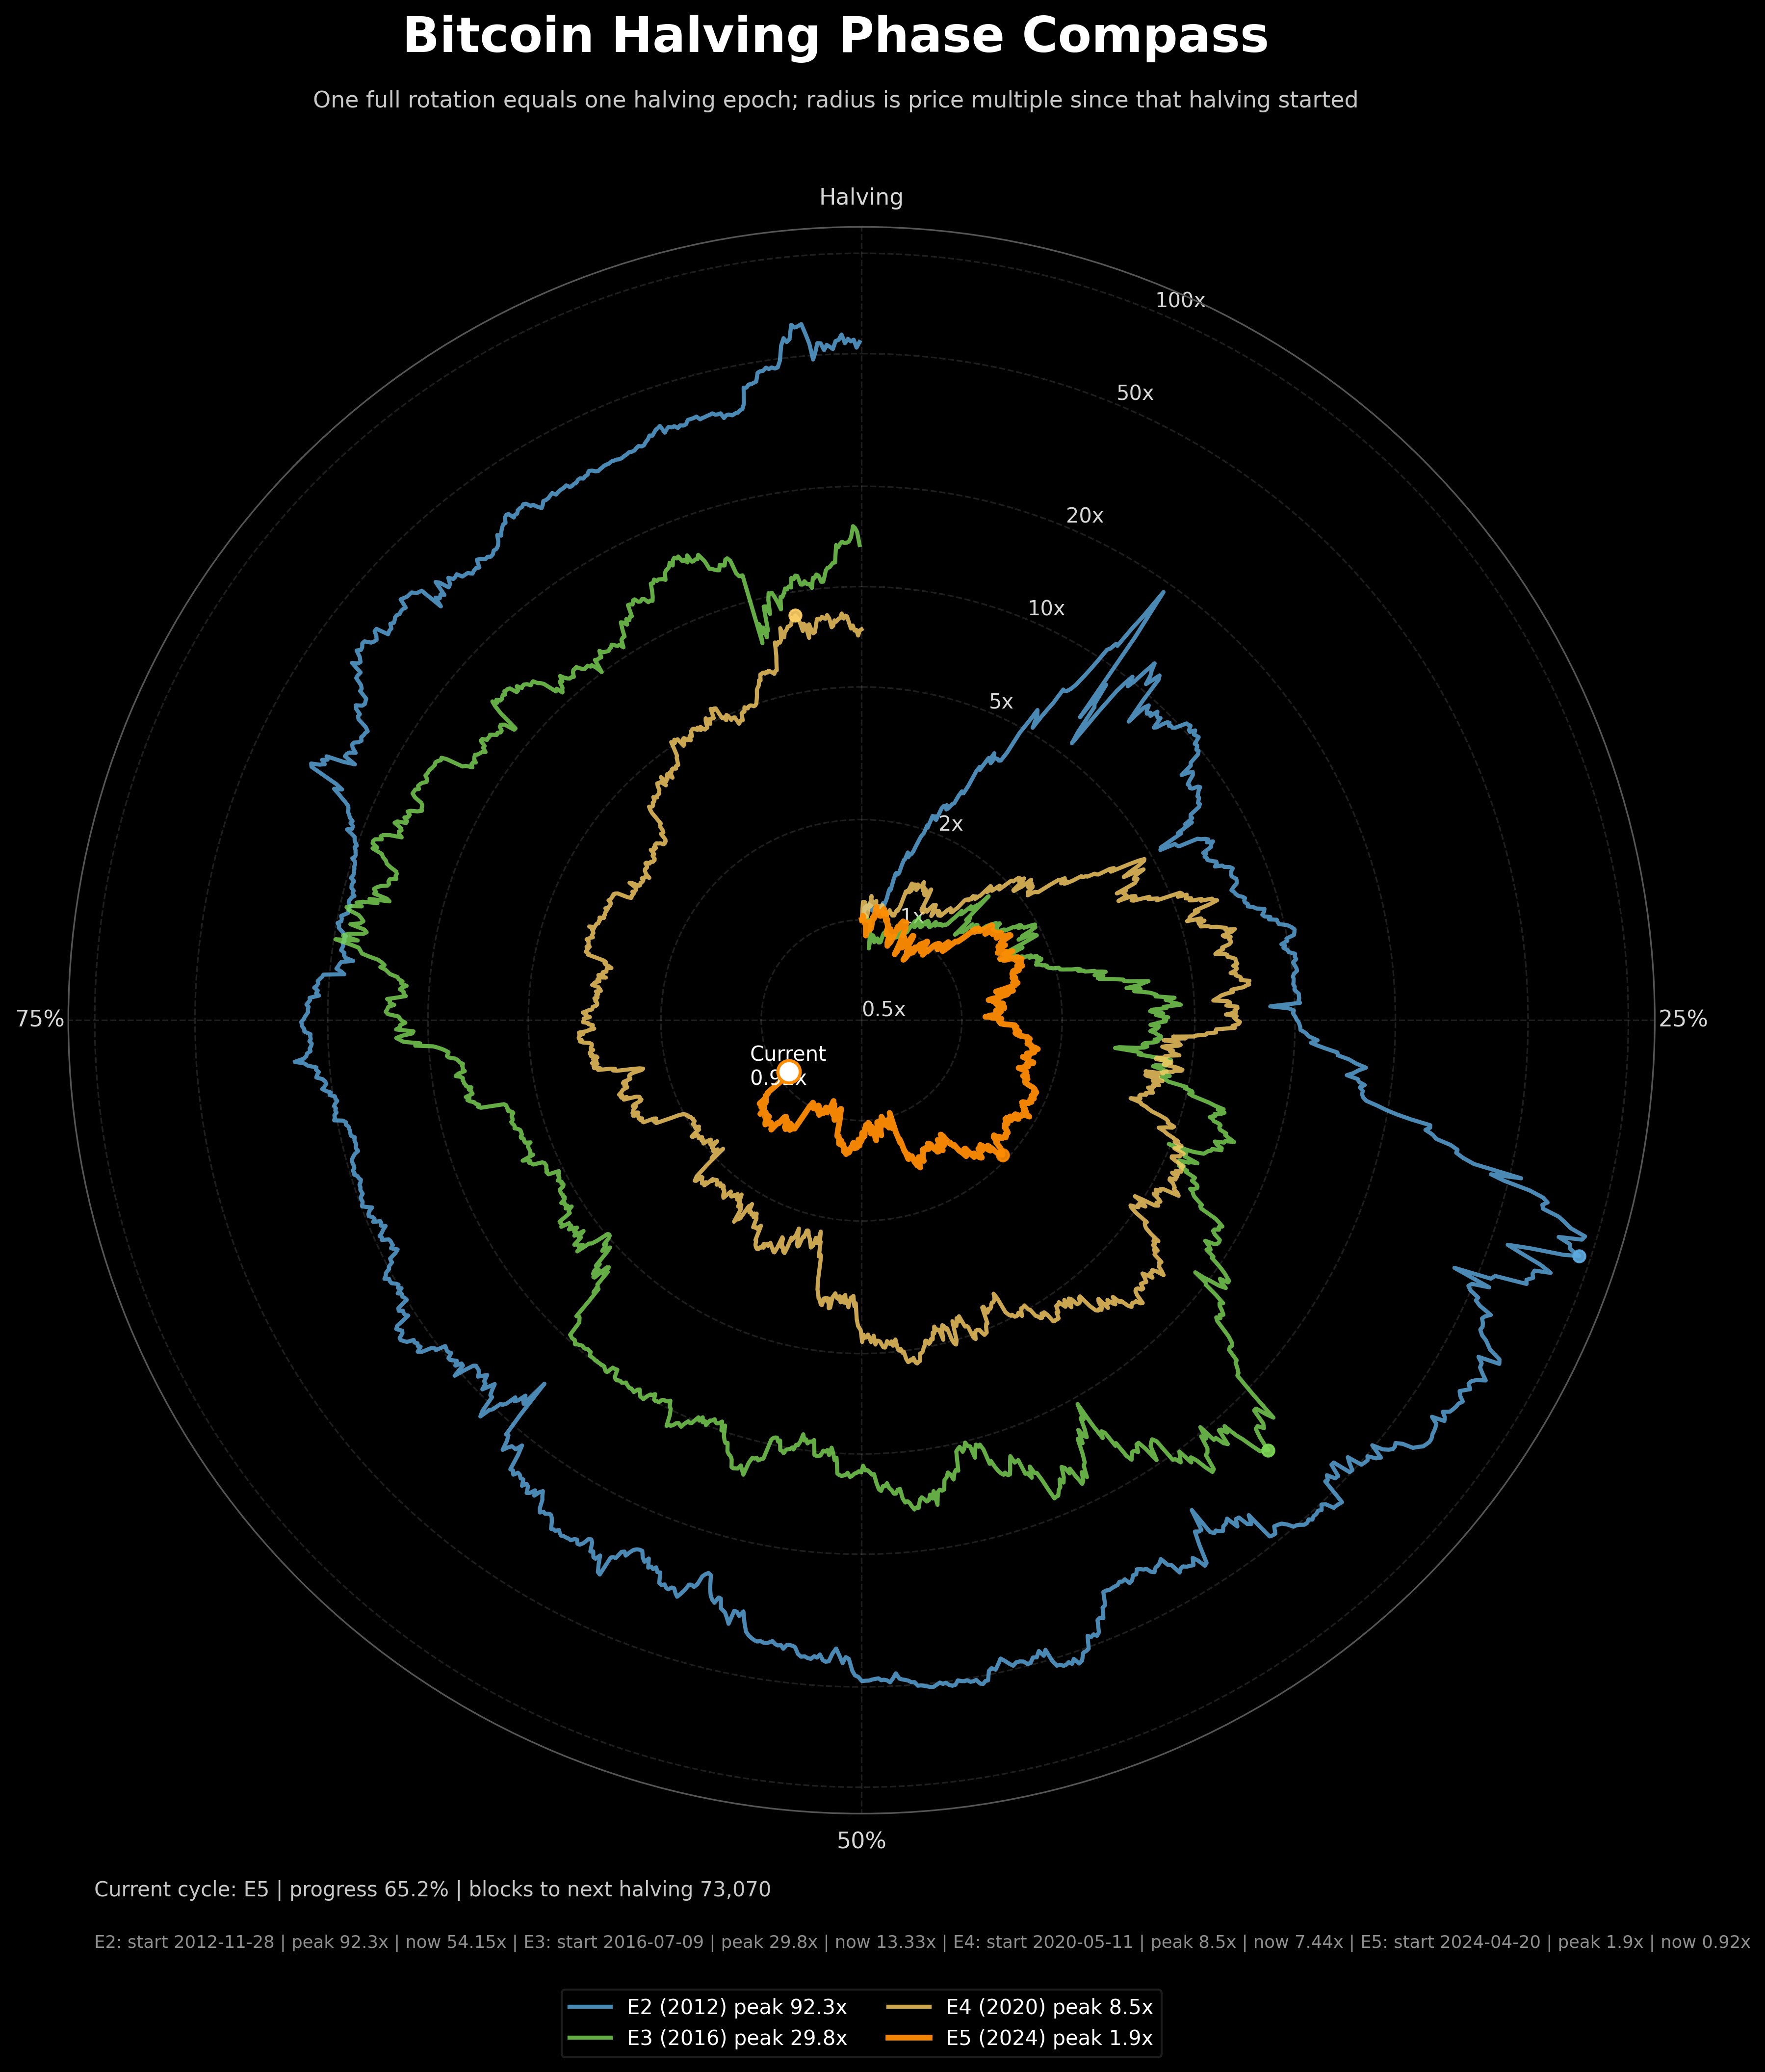 Bitcoin Halving Phase Compass
One full rotation equals one halving epoch; radius is price multiple since that halving started
Halving
100x
50x
20x
10x
5x
2x
1x
0.5x
75%
25%
Current
50%
Current cycle: E5 | progress 65.2% | blocks to next halving 73,070
E2: start 2012-11-28 | peak 92.3x | now 54.15x | E3: start 2016-07-09 | peak 29.8x | now 13.33x | E4: start 2020-05-11 | peak 8.5x | now 7.44x | E5: start 2024-04-20 | peak 1.9x | now 0.92x
E2 (2012) peak 92.3x
E3 (2016) peak 29.8x
E4 (2020) peak 8.5x
E5 (2024) peak 1.9x